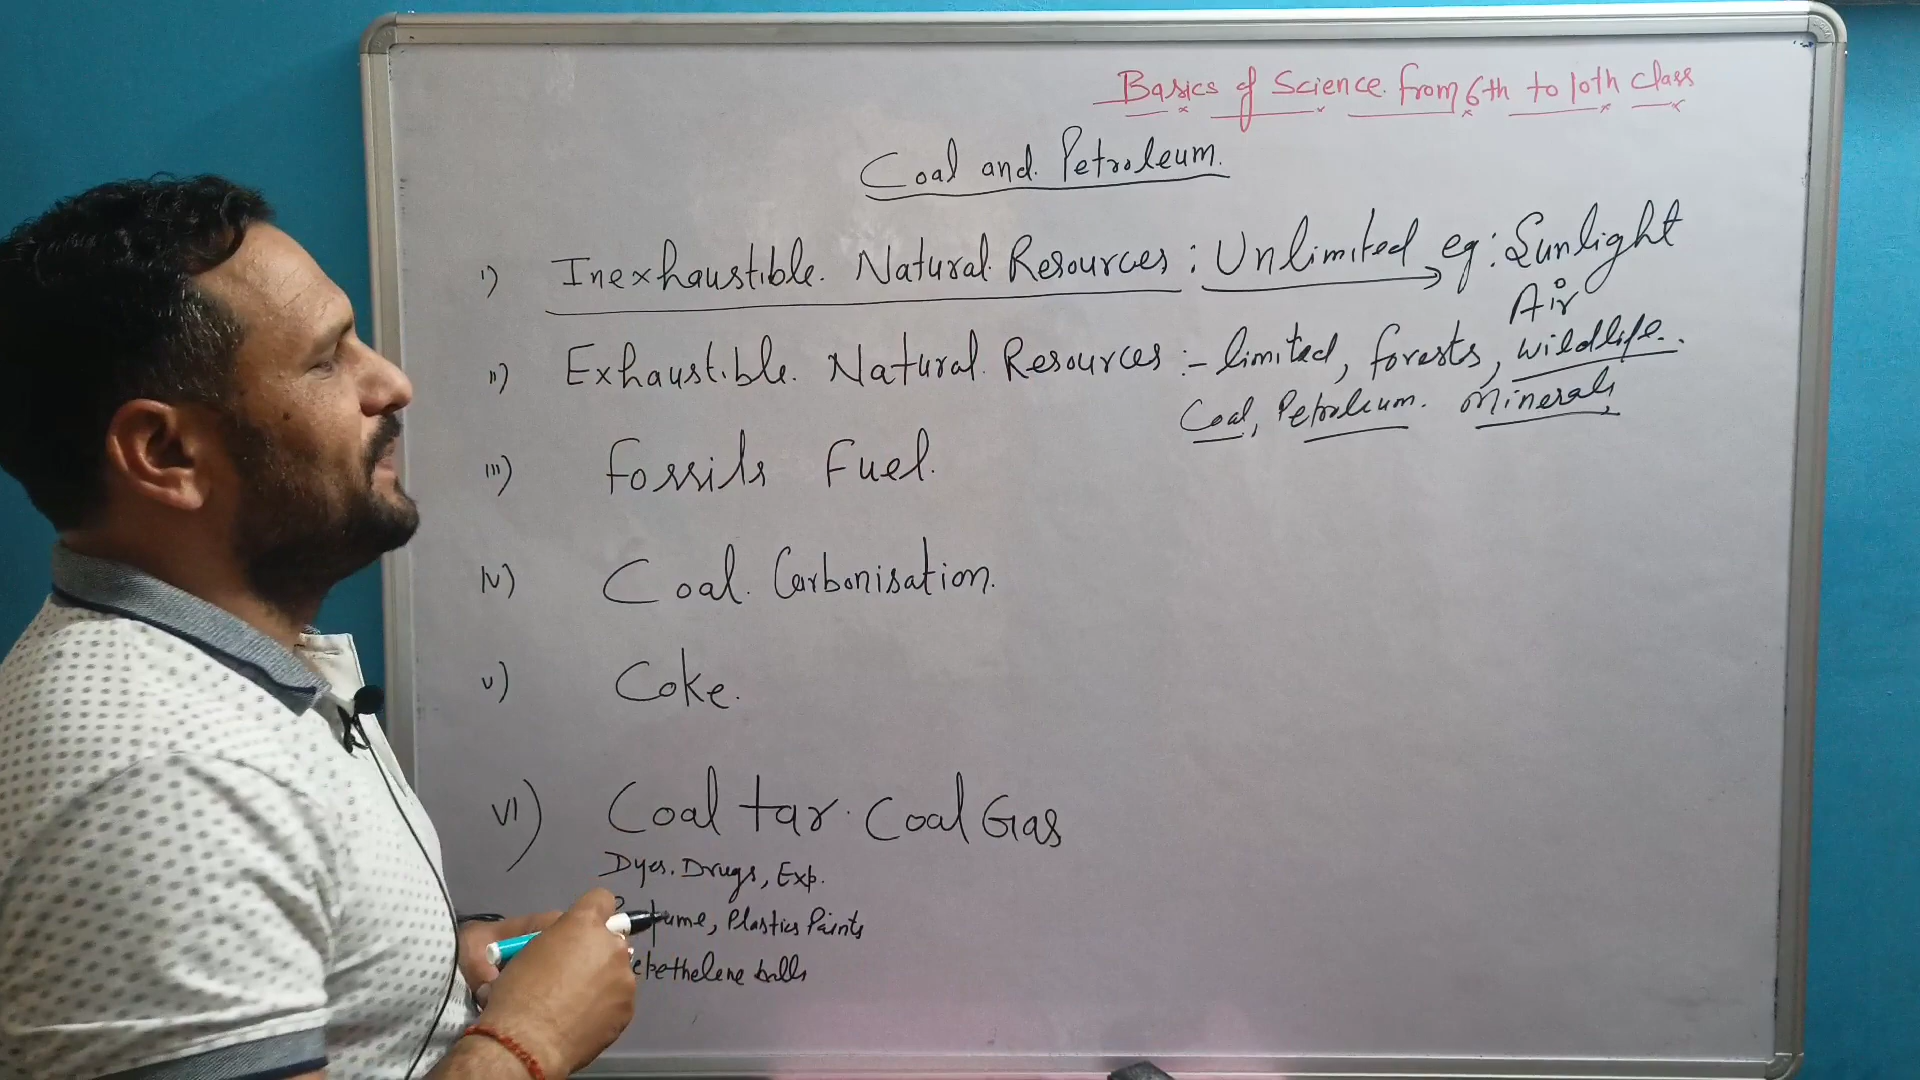 Basics of Science from 6th to 10th class
Coal and Petroleum.
i) Inexhaustible Natural Resources : Unlimited eg : Sunlight
Air
ii) Exhaustible Natural Resources :- limited, forests, wildlife.
Coal, Petroleum. Minerals
iii) Fossils Fuel.
iv) Coal. Carbonisation.
v) Coke.
vi) Coal tar. Coal Gas
Dyes. Drugs, Exp.
Plastics Paints
balls